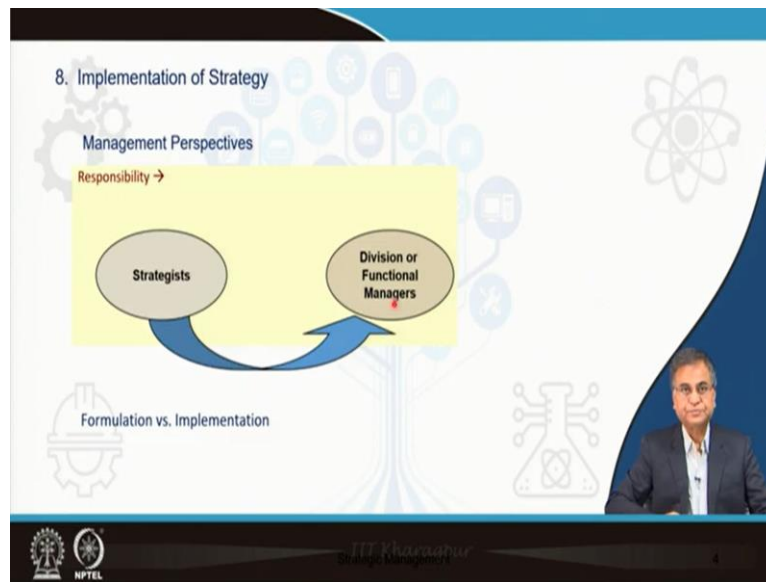 8. Implementation of Strategy
Management Perspectives
Responsibility →
Strategists
Division or
Functional
Managers
Formulation vs. Implementation
NPTEL
IIT Kharagpur
Strategic Management
4